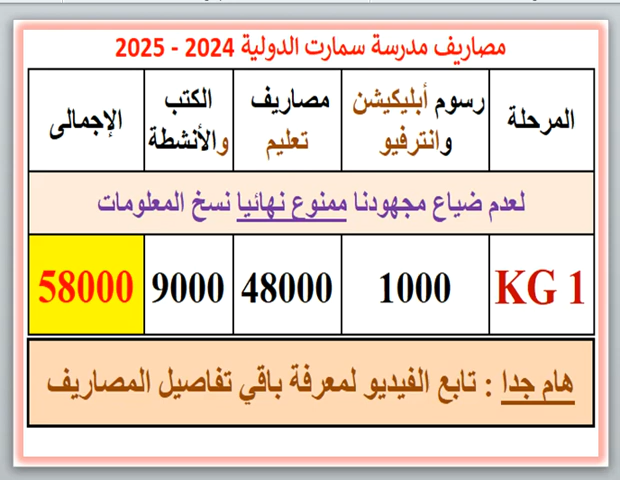 مصاريف مدرسة سمارت الدولية 2024 - 2025
المرحلة
رسوم أبليكيشن
وانترفيو
مصاريف
تعليم
الكتب
والأنشطة
الإجمالى
لعدم ضياع مجهودنا ممنوع نهائيا نسخ المعلومات
KG 1
1000
48000
9000
58000
هام جدا : تابع الفيديو لمعرفة باقي تفاصيل المصاريف